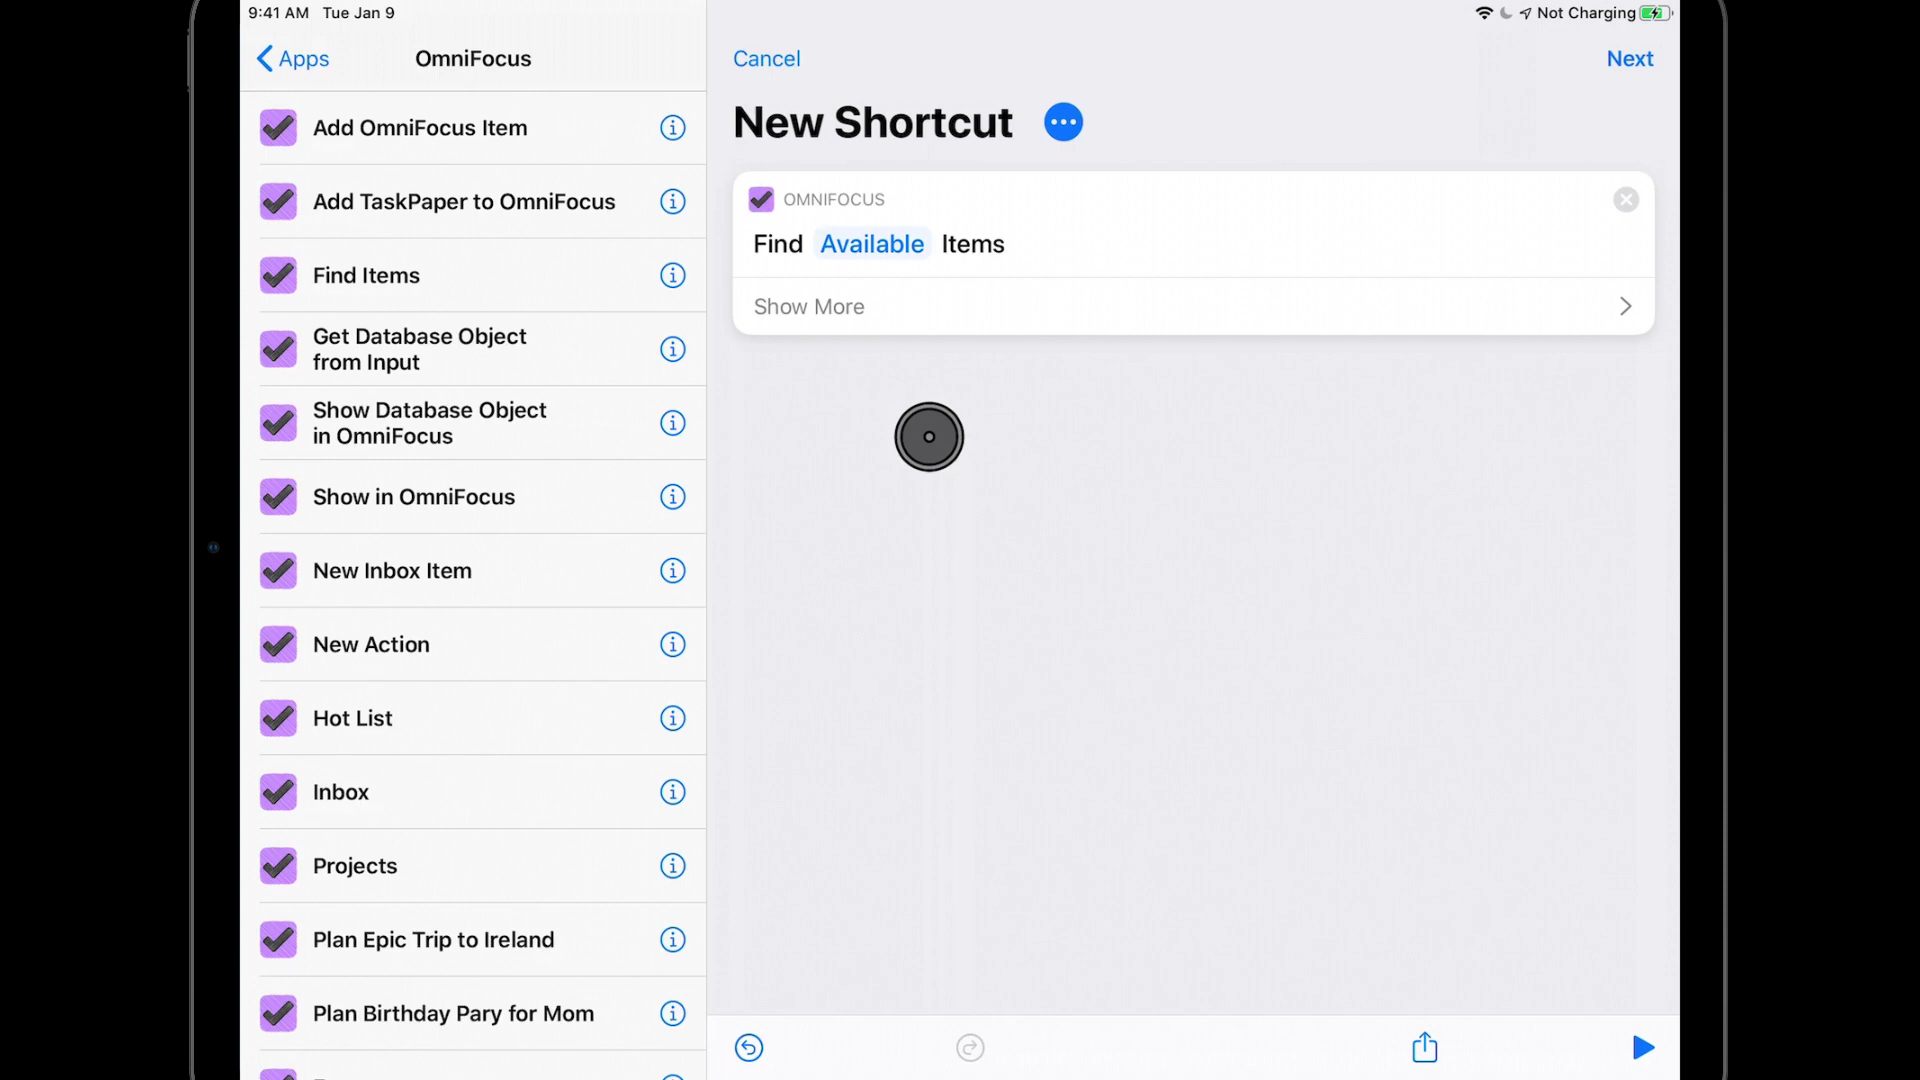 9:41 AM Tue Jan 9
Not Charging
Apps
OmniFocus
Add OmniFocus Item
Add TaskPaper to OmniFocus
Find Items
Get Database Object
from Input
Show Database Object
in OmniFocus
Show in OmniFocus
New Inbox Item
New Action
Hot List
Inbox
Projects
Plan Epic Trip to Ireland
Plan Birthday Pary for Mom
Cancel
Next
New Shortcut
OMNIFOCUS
Find Available Items
Show More